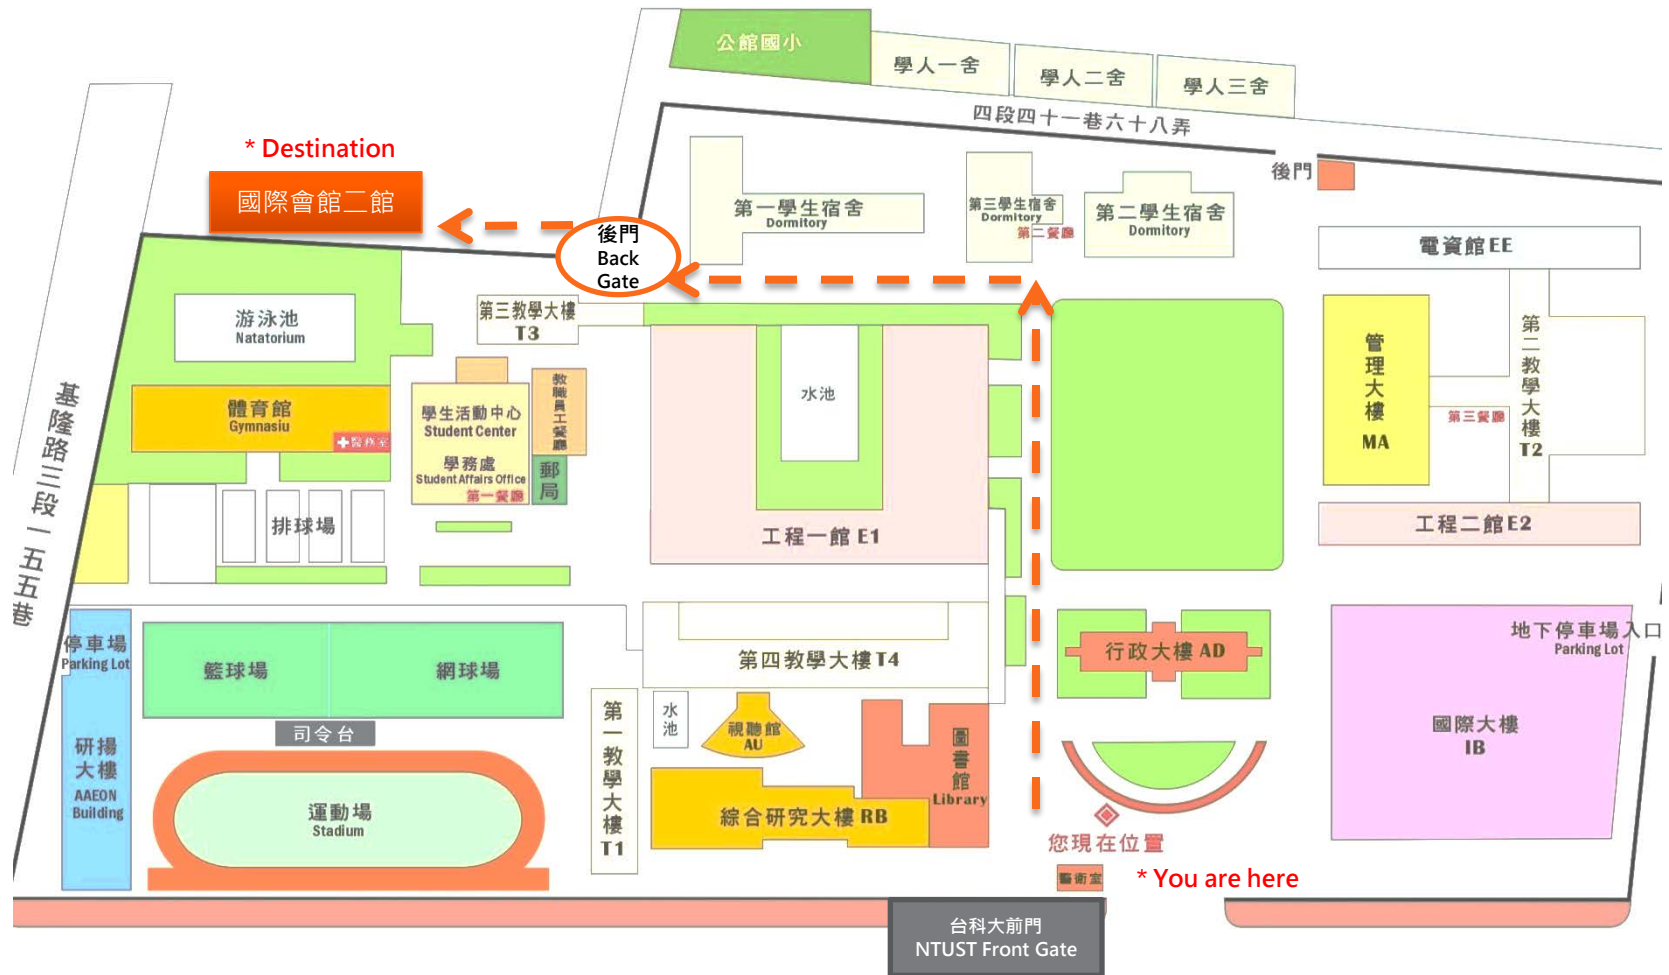 公館國小
學人一舍
學人二舍
學人三舍
四段四十一巷六十八弄
後門
* Destination
國際會館二館
後門
Back
Gate
第一學生宿舍
Dormitory
第三學生宿舍
Dormitory
第二餐廳
第二學生宿舍
Dormitory
電資館 EE
游泳池
Natatorium
第三教學大樓
T3
水池
管理大樓
MA
第二教學大樓
T2
第三餐廳
基隆路三段一五五巷
體育館
Gymnasiu
醫務室
學生活動中心
Student Center
學務處
Student Affairs Office
第一餐廳
教職員工餐廳
郵局
排球場
工程一館 E1
工程二館 E2
停車場
Parking Lot
籃球場
網球場
第四教學大樓 T4
行政大樓 AD
地下停車場入口
Parking Lot
司令台
研揚
大樓
AAEON
Building
運動場
Stadium
第一教學大樓
T1
水池
視聽館
AU
圖書館
Library
綜合研究大樓 RB
國際大樓
IB
您現在位置
警衛室
* You are here
台科大前門
NTUST Front Gate